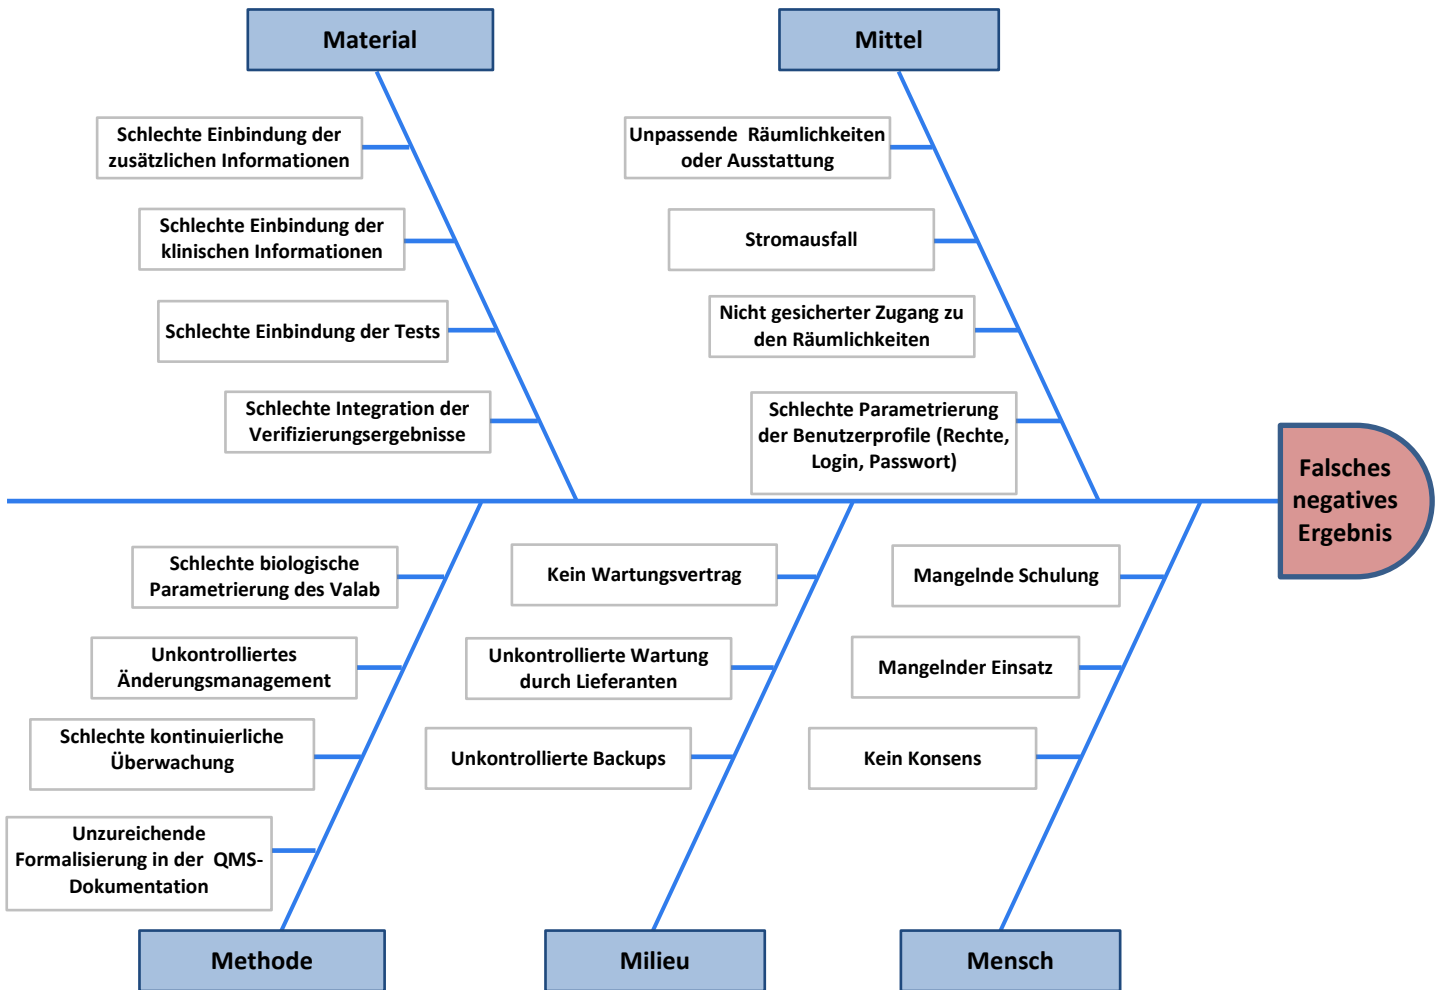 Material
Mittel
Schlechte Einbindung der
zusätzlichen Informationen
Schlechte Einbindung der
klinischen Informationen
Schlechte Einbindung der Tests
Schlechte Integration der
Verifizierungsergebnisse
Unpassende Räumlichkeiten
oder Ausstattung
Stromausfall
Nicht gesicherter Zugang zu
den Räumlichkeiten
Schlechte Parametrierung
der Benutzerprofile (Rechte,
Login, Passwort)
Falsches
negatives
Ergebnis
Schlechte biologische
Parametrierung des Valab
Unkontrolliertes
Änderungsmanagement
Schlechte kontinuierliche
Überwachung
Unzureichende
Formalisierung in der QMS-
Dokumentation
Kein Wartungsvertrag
Unkontrollierte Wartung
durch Lieferanten
Unkontrollierte Backups
Mangelnde Schulung
Mangelnder Einsatz
Kein Konsens
Methode
Milieu
Mensch